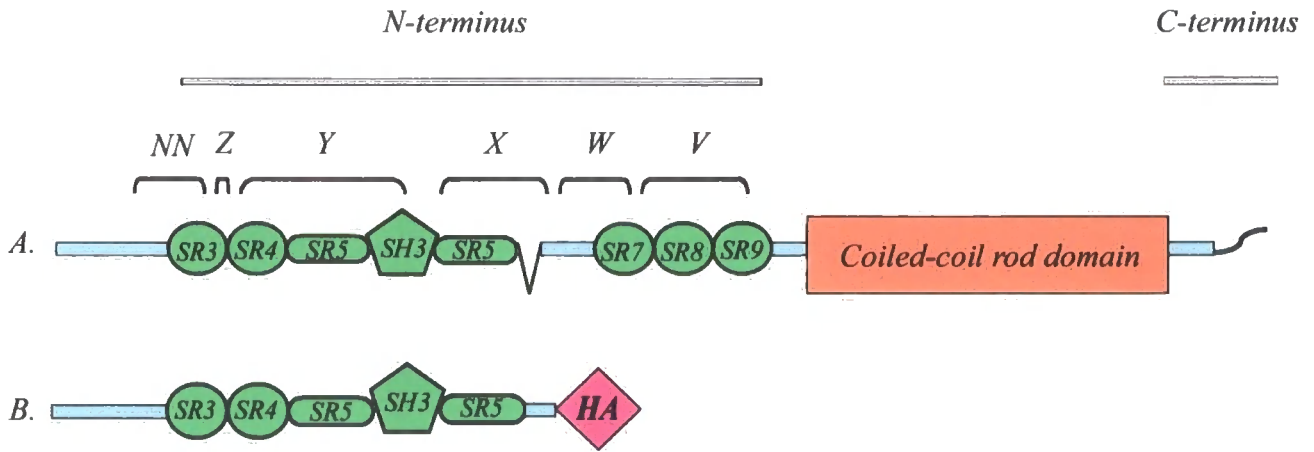 N-terminus C-terminus
NN Z Y X W V
A. SR3 SR4 SR5 SH3 SR5 SR7 SR8 SR9 Coiled-coil rod domain
B. SR3 SR4 SR5 SH3 SR5 HA